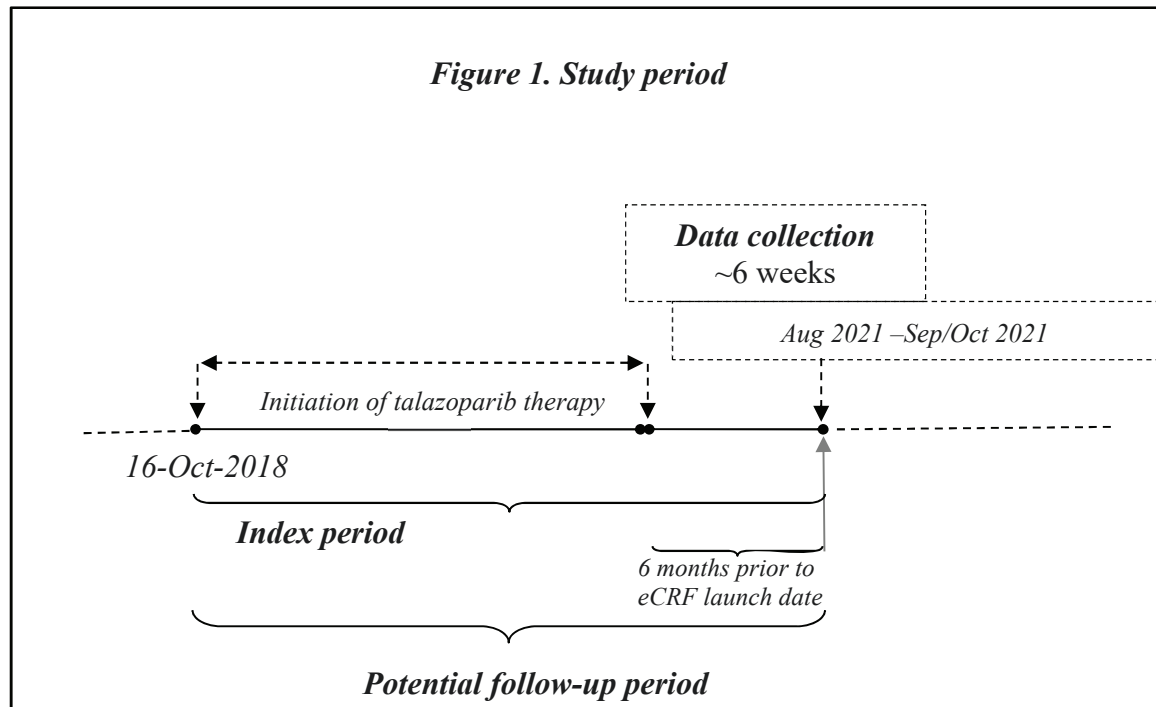 Figure 1. Study period
Data collection
~6 weeks
Aug 2021 –Sep/Oct 2021
Initiation of talazoparib therapy
16-Oct-2018
Index period
6 months prior to
eCRF launch date
Potential follow-up period